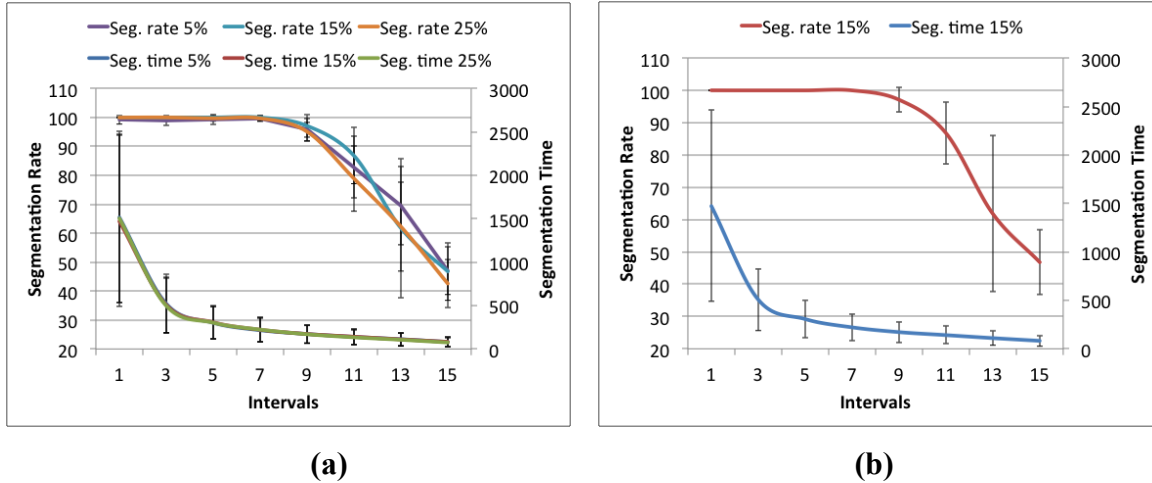 Seg. rate 5% Seg. rate 15% Seg. rate 25%
Seg. time 5% Seg. time 15% Seg. time 25%
Segmentation Rate
110
100
90
80
70
60
50
40
30
20
3000
2500
2000
1500
1000
500
0
Segmentation Time
1 3 5 7 9 11 13 15
Intervals
(a)
Seg. rate 15% Seg. time 15%
Segmentation Rate
110
100
90
80
70
60
50
40
30
20
3000
2500
2000
1500
1000
500
0
Segmentation Time
1 3 5 7 9 11 13 15
Intervals
(b)